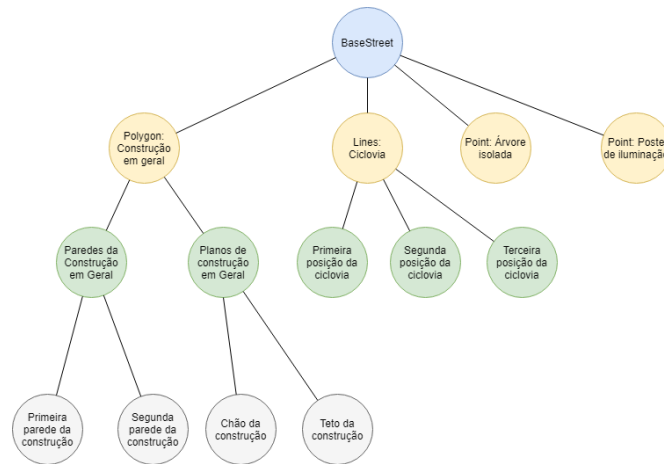 BaseStreet
Polygon:
Construção
em geral
Lines:
Ciclovia
Point: Árvore
isolada
Point: Poste
de iluminação
Paredes da
Construção
em Geral
Planos de
construção
em Geral
Primeira
posição da
ciclovia
Segunda
posição da
ciclovia
Terceira
posição da
ciclovia
Primeira
parede da
construção
Segunda
parede da
construção
Chão da
construção
Teto da
construção